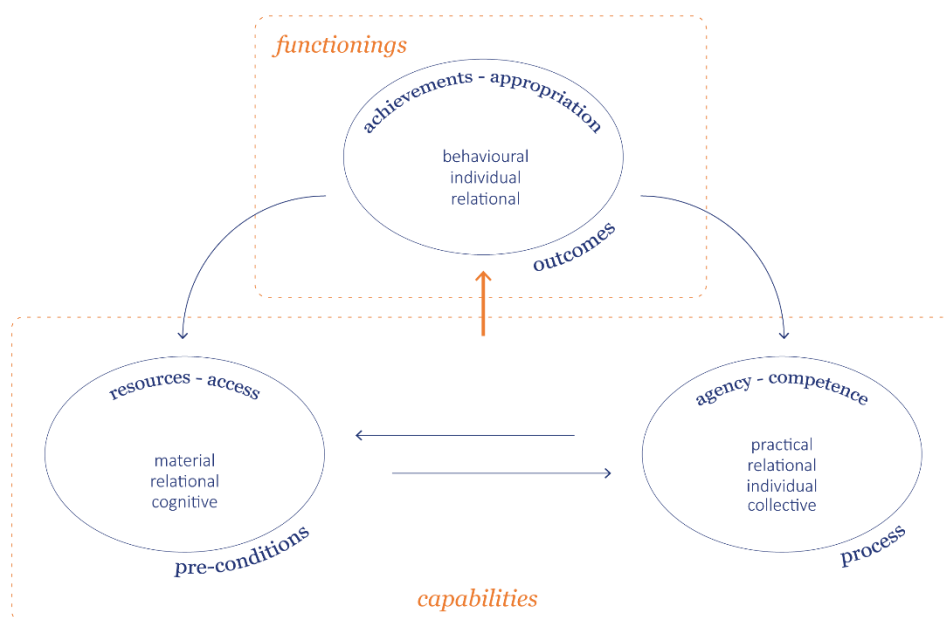 functionings
achievements - appropriation
behavioural
individual
relational
outcomes
resources - access
material
relational
cognitive
pre-conditions
agency - competence
practical
relational
individual
collective
process
capabilities